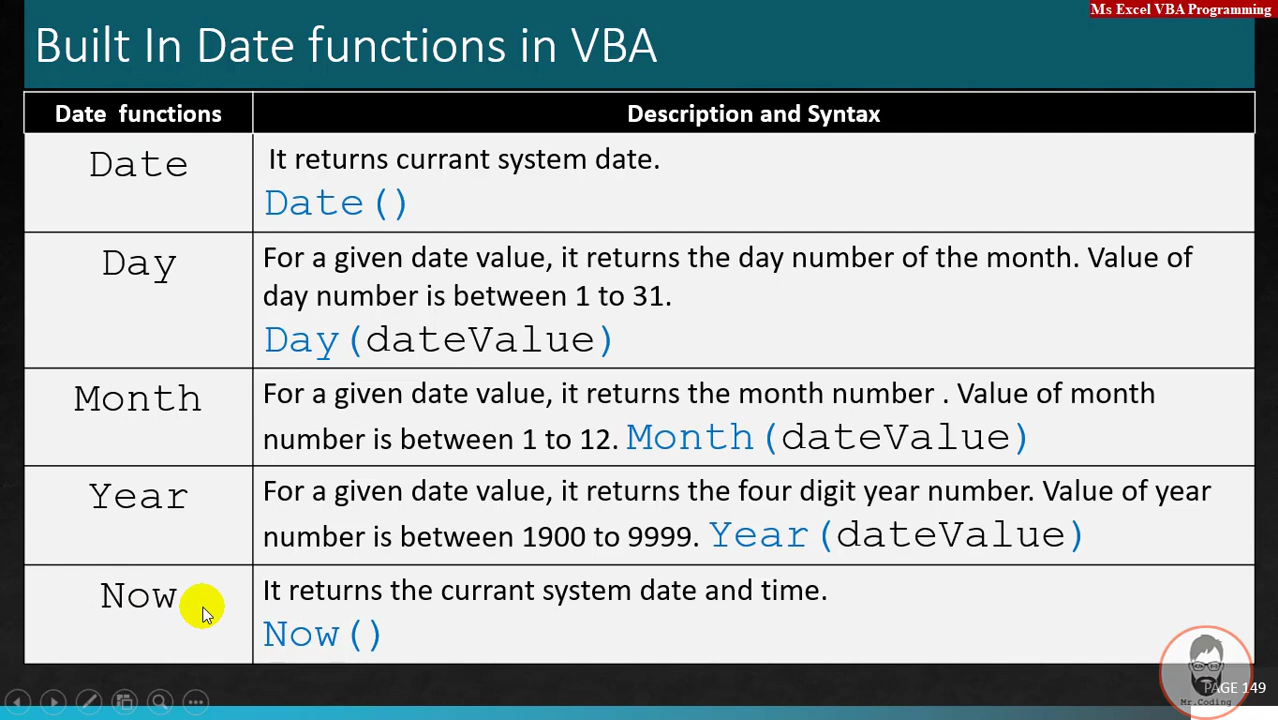 Ms Excel VBA Programming
Built In Date functions in VBA
Date functions
Description and Syntax
Date
It returns currant system date.
Date()
Day
For a given date value, it returns the day number of the month. Value of
day number is between 1 to 31.
Day(dateValue)
Month
For a given date value, it returns the month number . Value of month
number is between 1 to 12. Month(dateValue)
Year
For a given date value, it returns the four digit year number. Value of year
number is between 1900 to 9999. Year(dateValue)
Now
It returns the currant system date and time.
Now()
PAGE 149
Mr.Coding